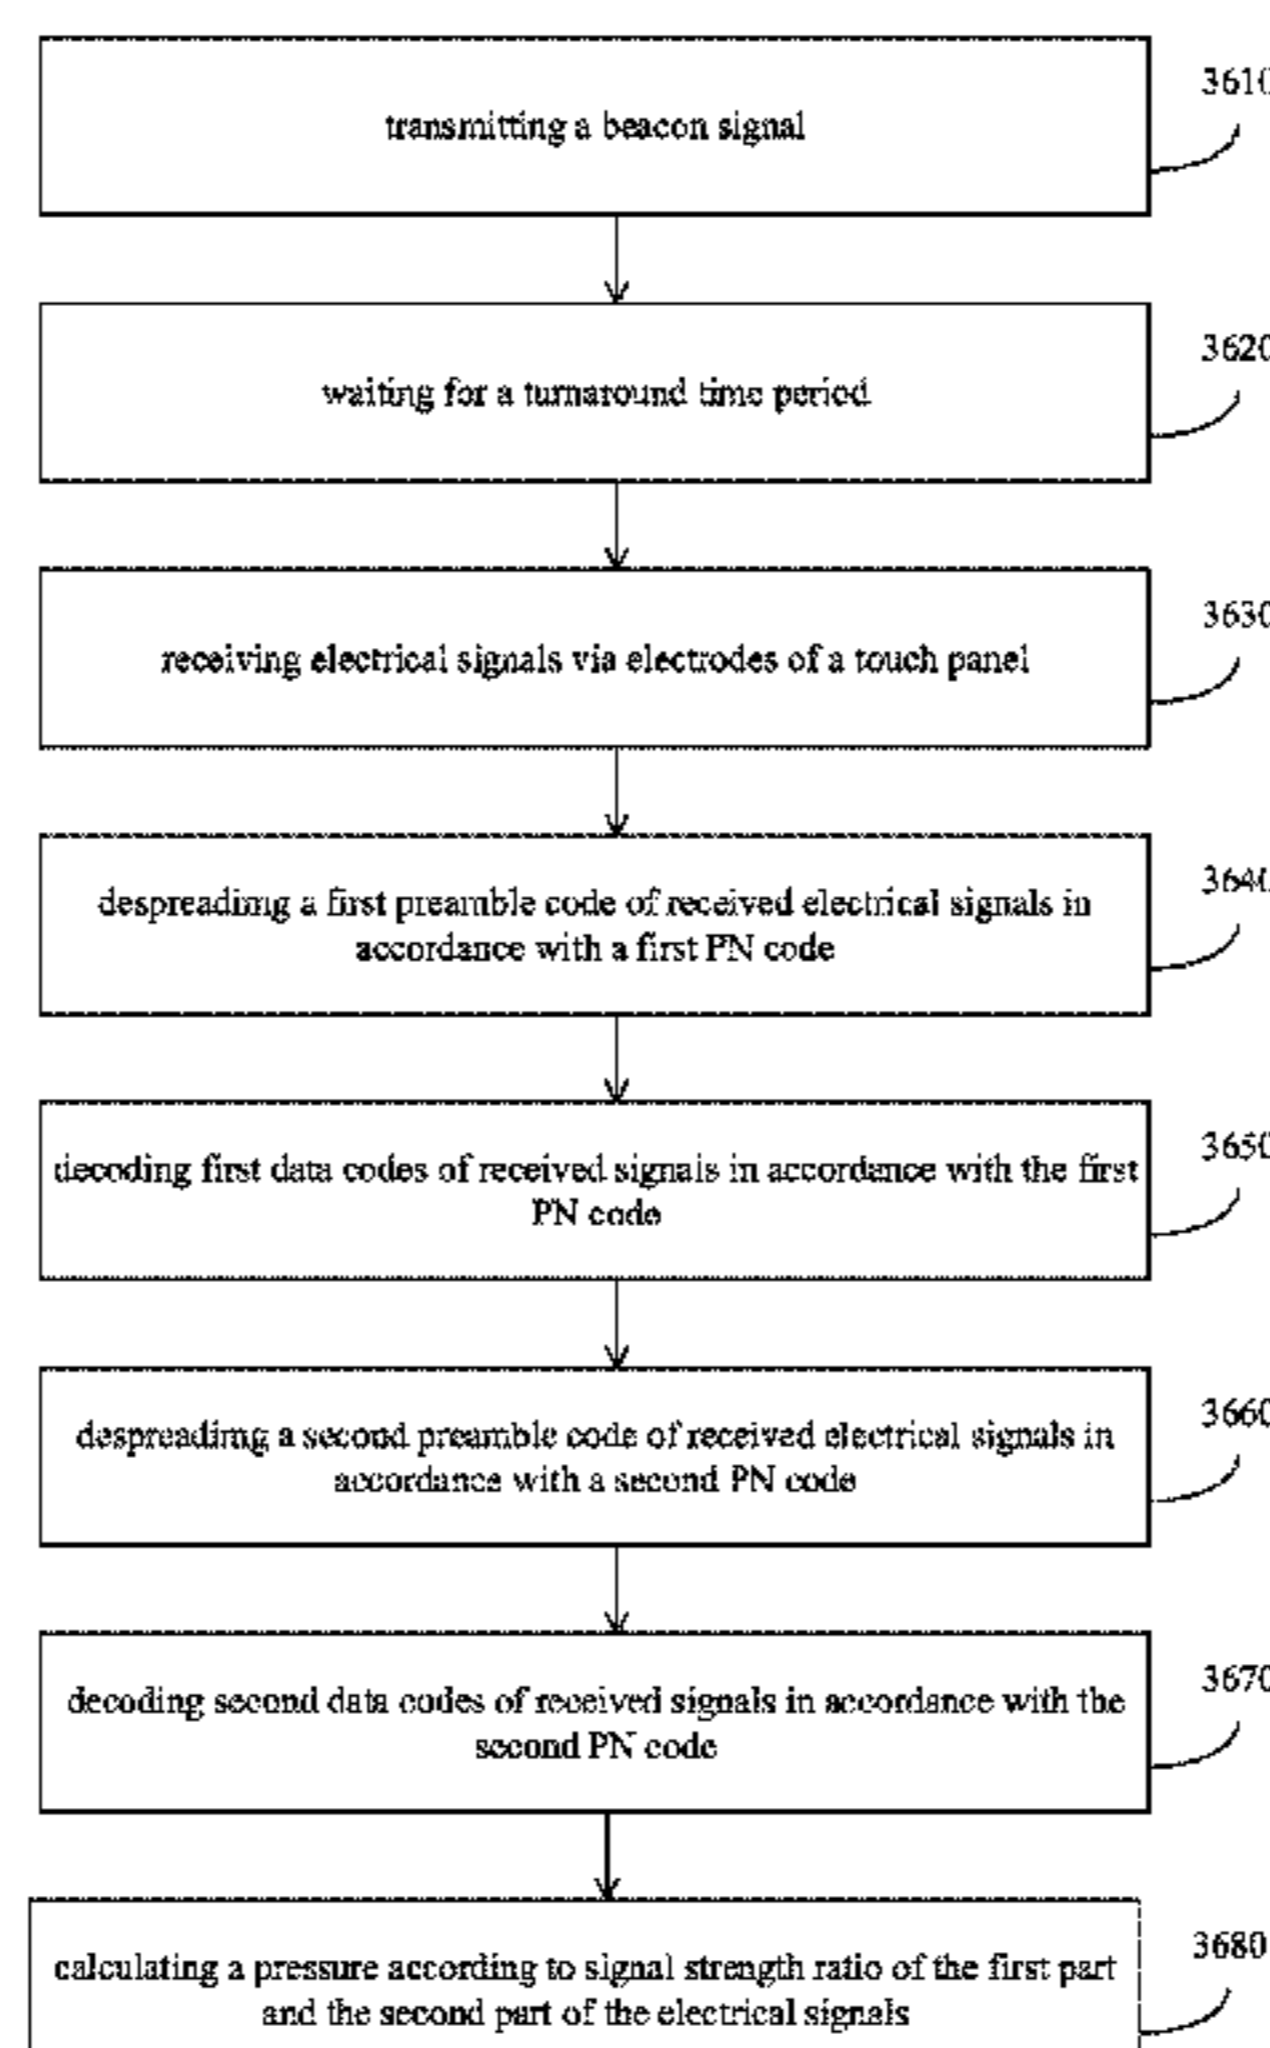 transmitting a beacon signal
3610
waiting for a turnaround time period
3620
receiving electrical signals via electrodes of a touch panel
3630
despreadimg a first preamble code of received electrical signals in
accordance with a first PN code
3640
decoding first data codes of received signals in accordance with the first
PN code
3650
despreadimg a second preamble code of received electrical signals in
accordance with a second PN code
3660
decoding second data codes of received signals in accordance with the
second PN code
3670
calculating a pressure according to signal strength ratio of the first part
and the second part of the electrical signals
3680